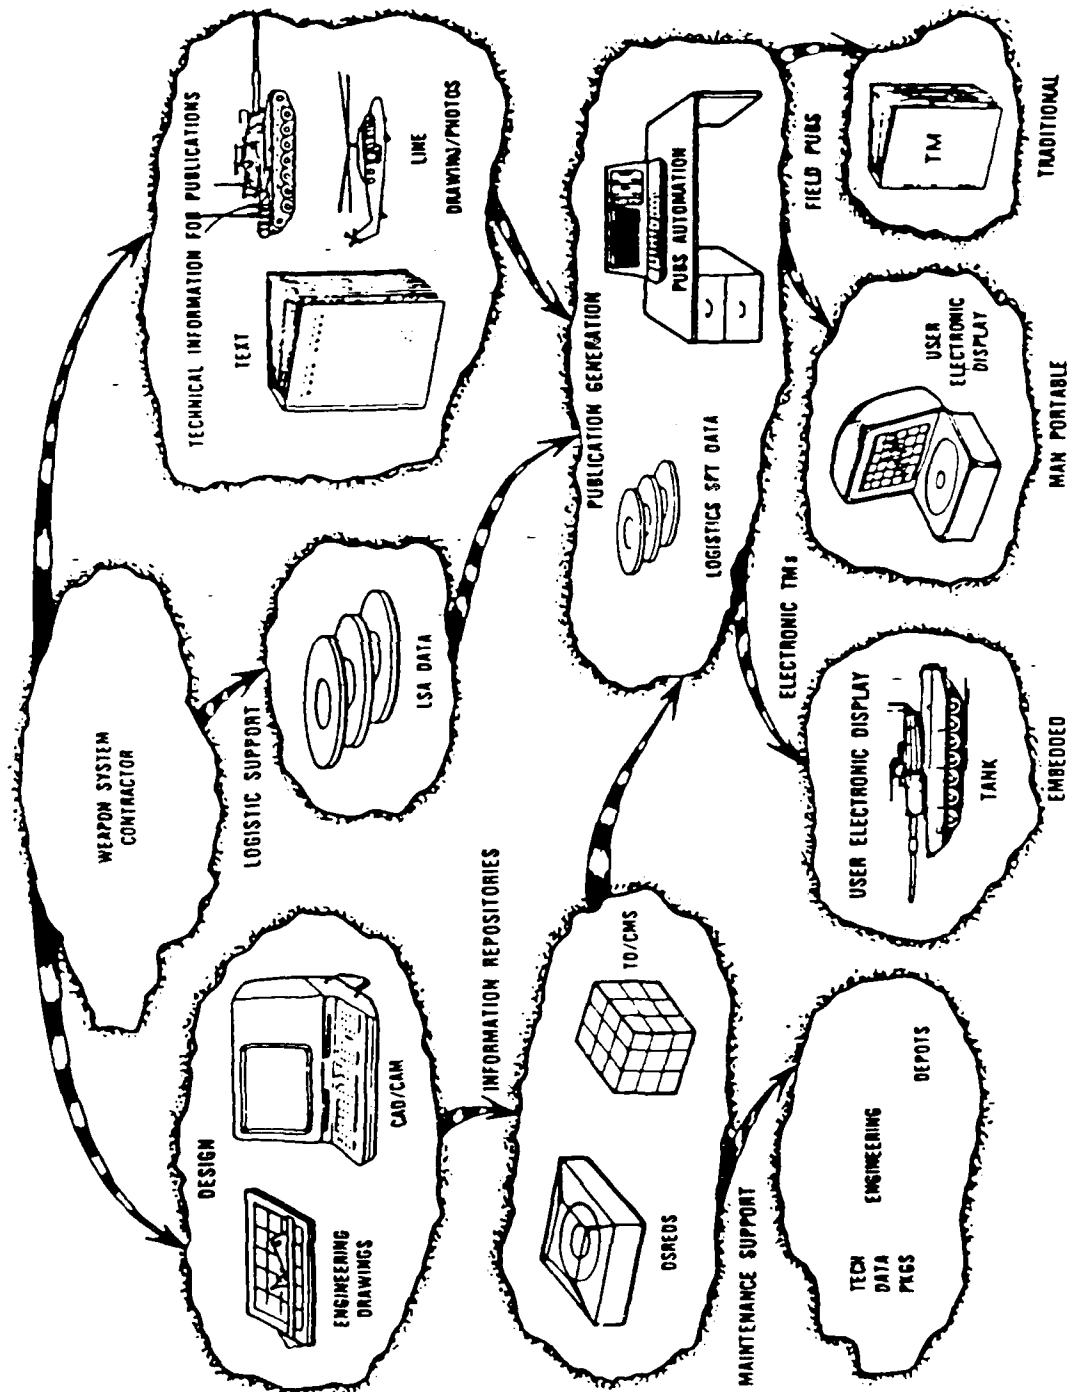 WEAPON SYSTEM
CONTRACTOR
DESIGN
ENGINEERING
DRAWINGS
CAD/CAM
LOGISTIC SUPPORT
LSA DATA
TECHNICAL INFORMATION FOR PUBLICATIONS
TEXT
LINE
DRAWING/PHOTOS
INFORMATION REPOSITORIES
DSREDS
TD/CMS
PUBLICATION GENERATION
LOGISTICS SPT DATA
PUBS AUTOMATION
MAINTENANCE SUPPORT
TECH
DATA
PKGS
ENGINEERING
DEPOTS
ELECTRONIC TMs
FIELD PUBS
USER ELECTRONIC DISPLAY
TANK
EMBEDDED
USER
ELECTRONIC
DISPLAY
MAN PORTABLE
TM
TRADITIONAL